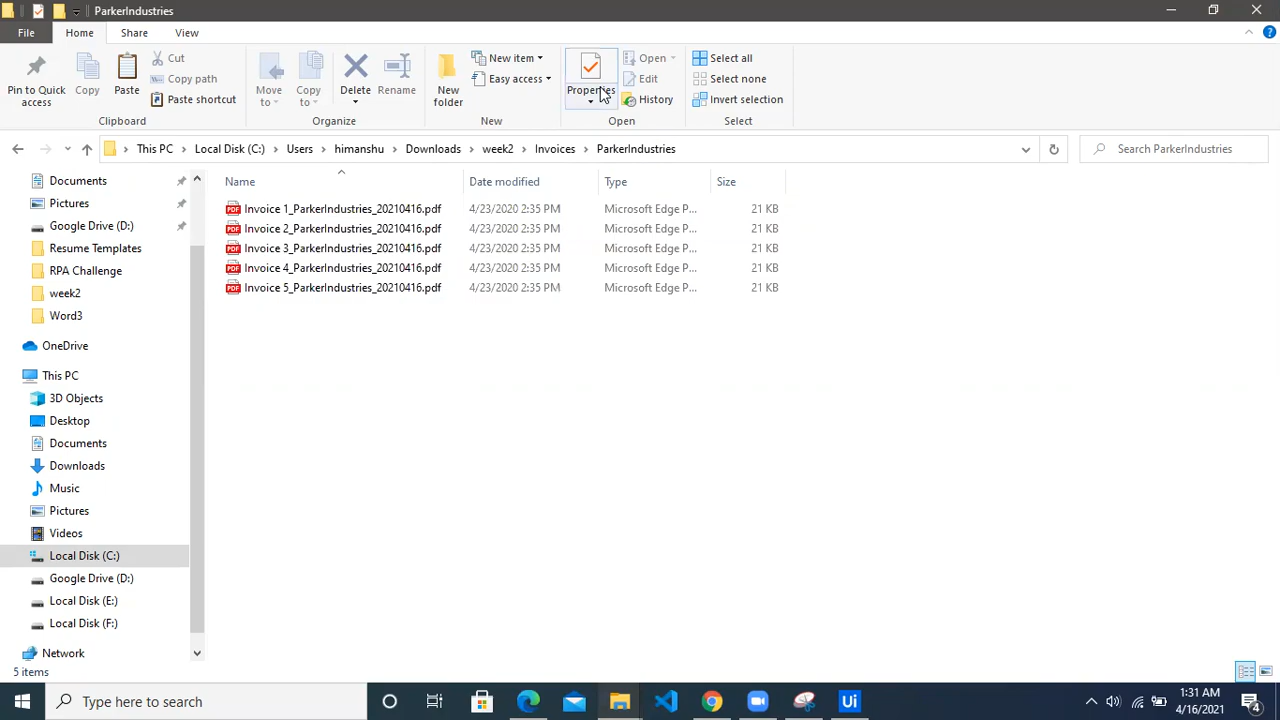 ParkerIndustries
File Home Share View
Pin to Quick access
Copy
Paste
Cut
Copy path
Paste shortcut
Clipboard
Move to
Copy to
Delete
Rename
Organize
New folder
New item
Easy access
New
Properties
Open
Edit
History
Open
Select all
Select none
Invert selection
Select
This PC Local Disk (C:) Users himanshu Downloads week2 Invoices ParkerIndustries
Search ParkerIndustries
Name Date modified Type Size
Invoice 1_ParkerIndustries_20210416.pdf 4/23/2020 2:35 PM Microsoft Edge P... 21 KB
Invoice 2_ParkerIndustries_20210416.pdf 4/23/2020 2:35 PM Microsoft Edge P... 21 KB
Invoice 3_ParkerIndustries_20210416.pdf 4/23/2020 2:35 PM Microsoft Edge P... 21 KB
Invoice 4_ParkerIndustries_20210416.pdf 4/23/2020 2:35 PM Microsoft Edge P... 21 KB
Invoice 5_ParkerIndustries_20210416.pdf 4/23/2020 2:35 PM Microsoft Edge P... 21 KB
Documents
Pictures
Google Drive (D:)
Resume Templates
RPA Challenge
week2
Word3
OneDrive
This PC
3D Objects
Desktop
Documents
Downloads
Music
Pictures
Videos
Local Disk (C:)
Google Drive (D:)
Local Disk (E:)
Local Disk (F:)
Network
5 items
Type here to search
Ui
1:31 AM
4/16/2021
4